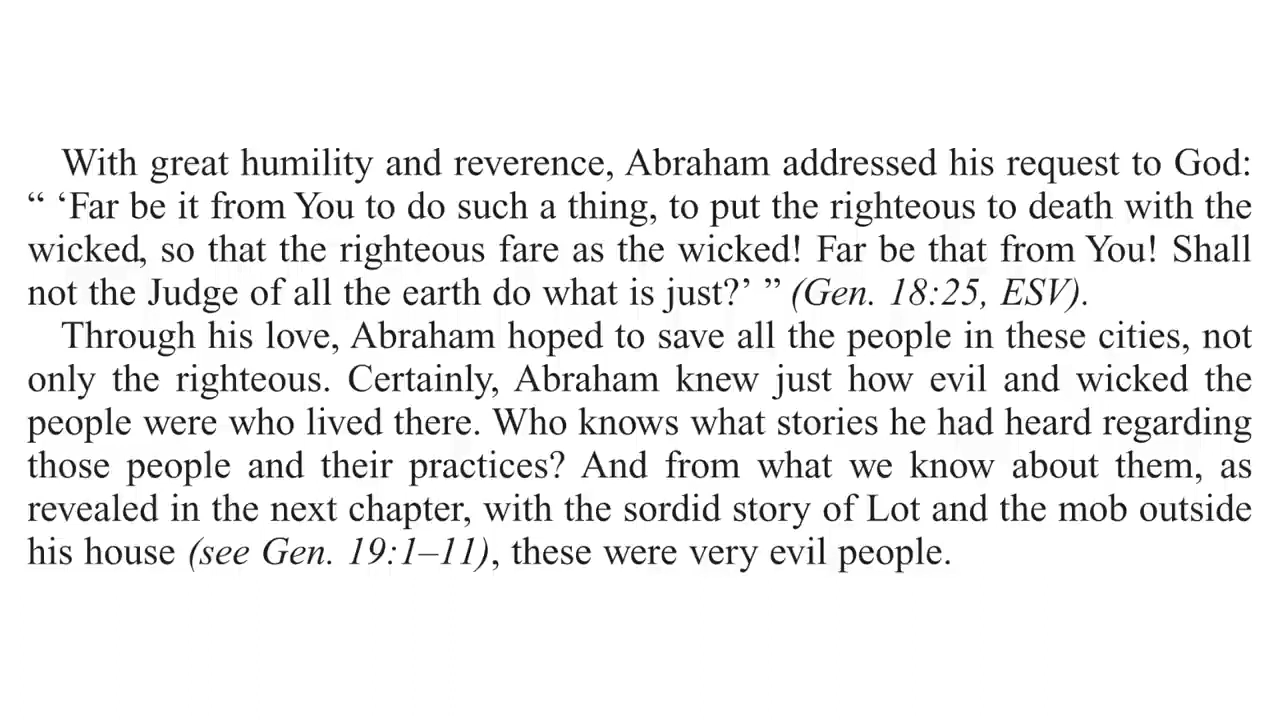 With great humility and reverence, Abraham addressed his request to God:
“ ‘Far be it from You to do such a thing, to put the righteous to death with the
wicked, so that the righteous fare as the wicked! Far be that from You! Shall
not the Judge of all the earth do what is just?’ ” (Gen. 18:25, ESV).
Through his love, Abraham hoped to save all the people in these cities, not
only the righteous. Certainly, Abraham knew just how evil and wicked the
people were who lived there. Who knows what stories he had heard regarding
those people and their practices? And from what we know about them, as
revealed in the next chapter, with the sordid story of Lot and the mob outside
his house (see Gen. 19:1–11), these were very evil people.